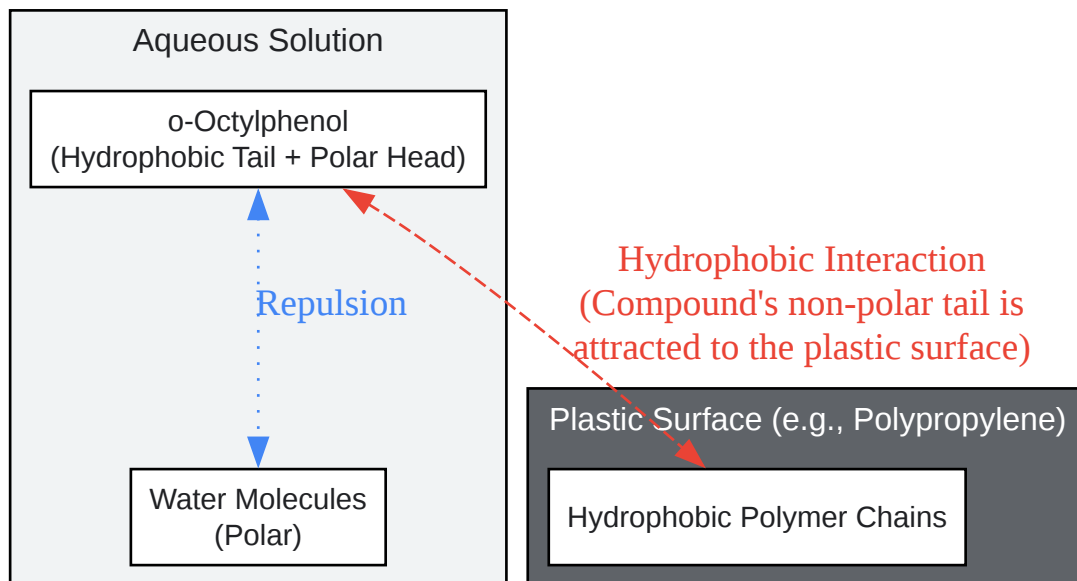 Aqueous Solution
o-Octylphenol
(Hydrophobic Tail + Polar Head)
Repulsion
Hydrophobic Interaction
(Compound's non-polar tail is
attracted to the plastic surface)
Plastic Surface (e.g., Polypropylene)
Water Molecules
(Polar)
Hydrophobic Polymer Chains